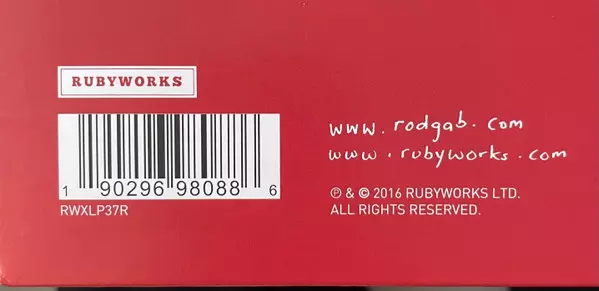 RUBYWORKS
1 90296 98088 6
RWXLP37R
www.rodgab.com
www.rubyworks.com
℗ & © 2016 RUBYWORKS LTD.
ALL RIGHTS RESERVED.